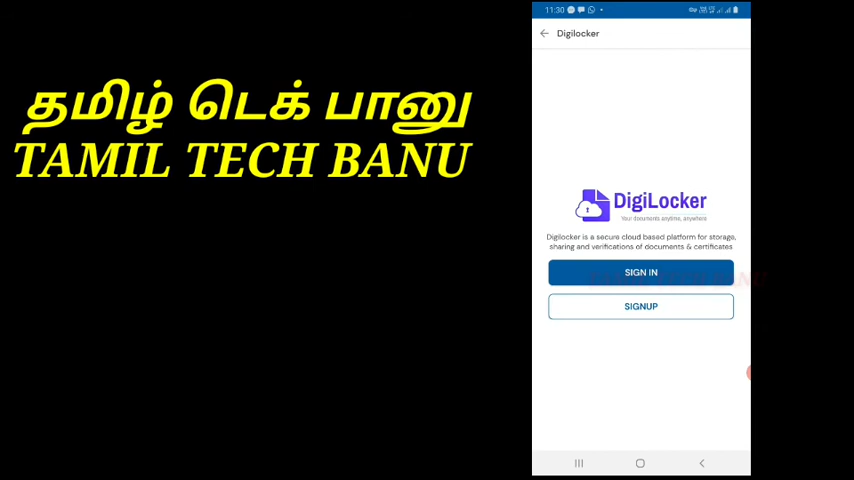 தமிழ் டெக் பானு
TAMIL TECH BANU
11:30
Digilocker
DigiLocker
Your documents anytime, anywhere
Digilocker is a secure cloud based platform for storage,
sharing and verifications of documents & certificates
SIGN IN
SIGNUP